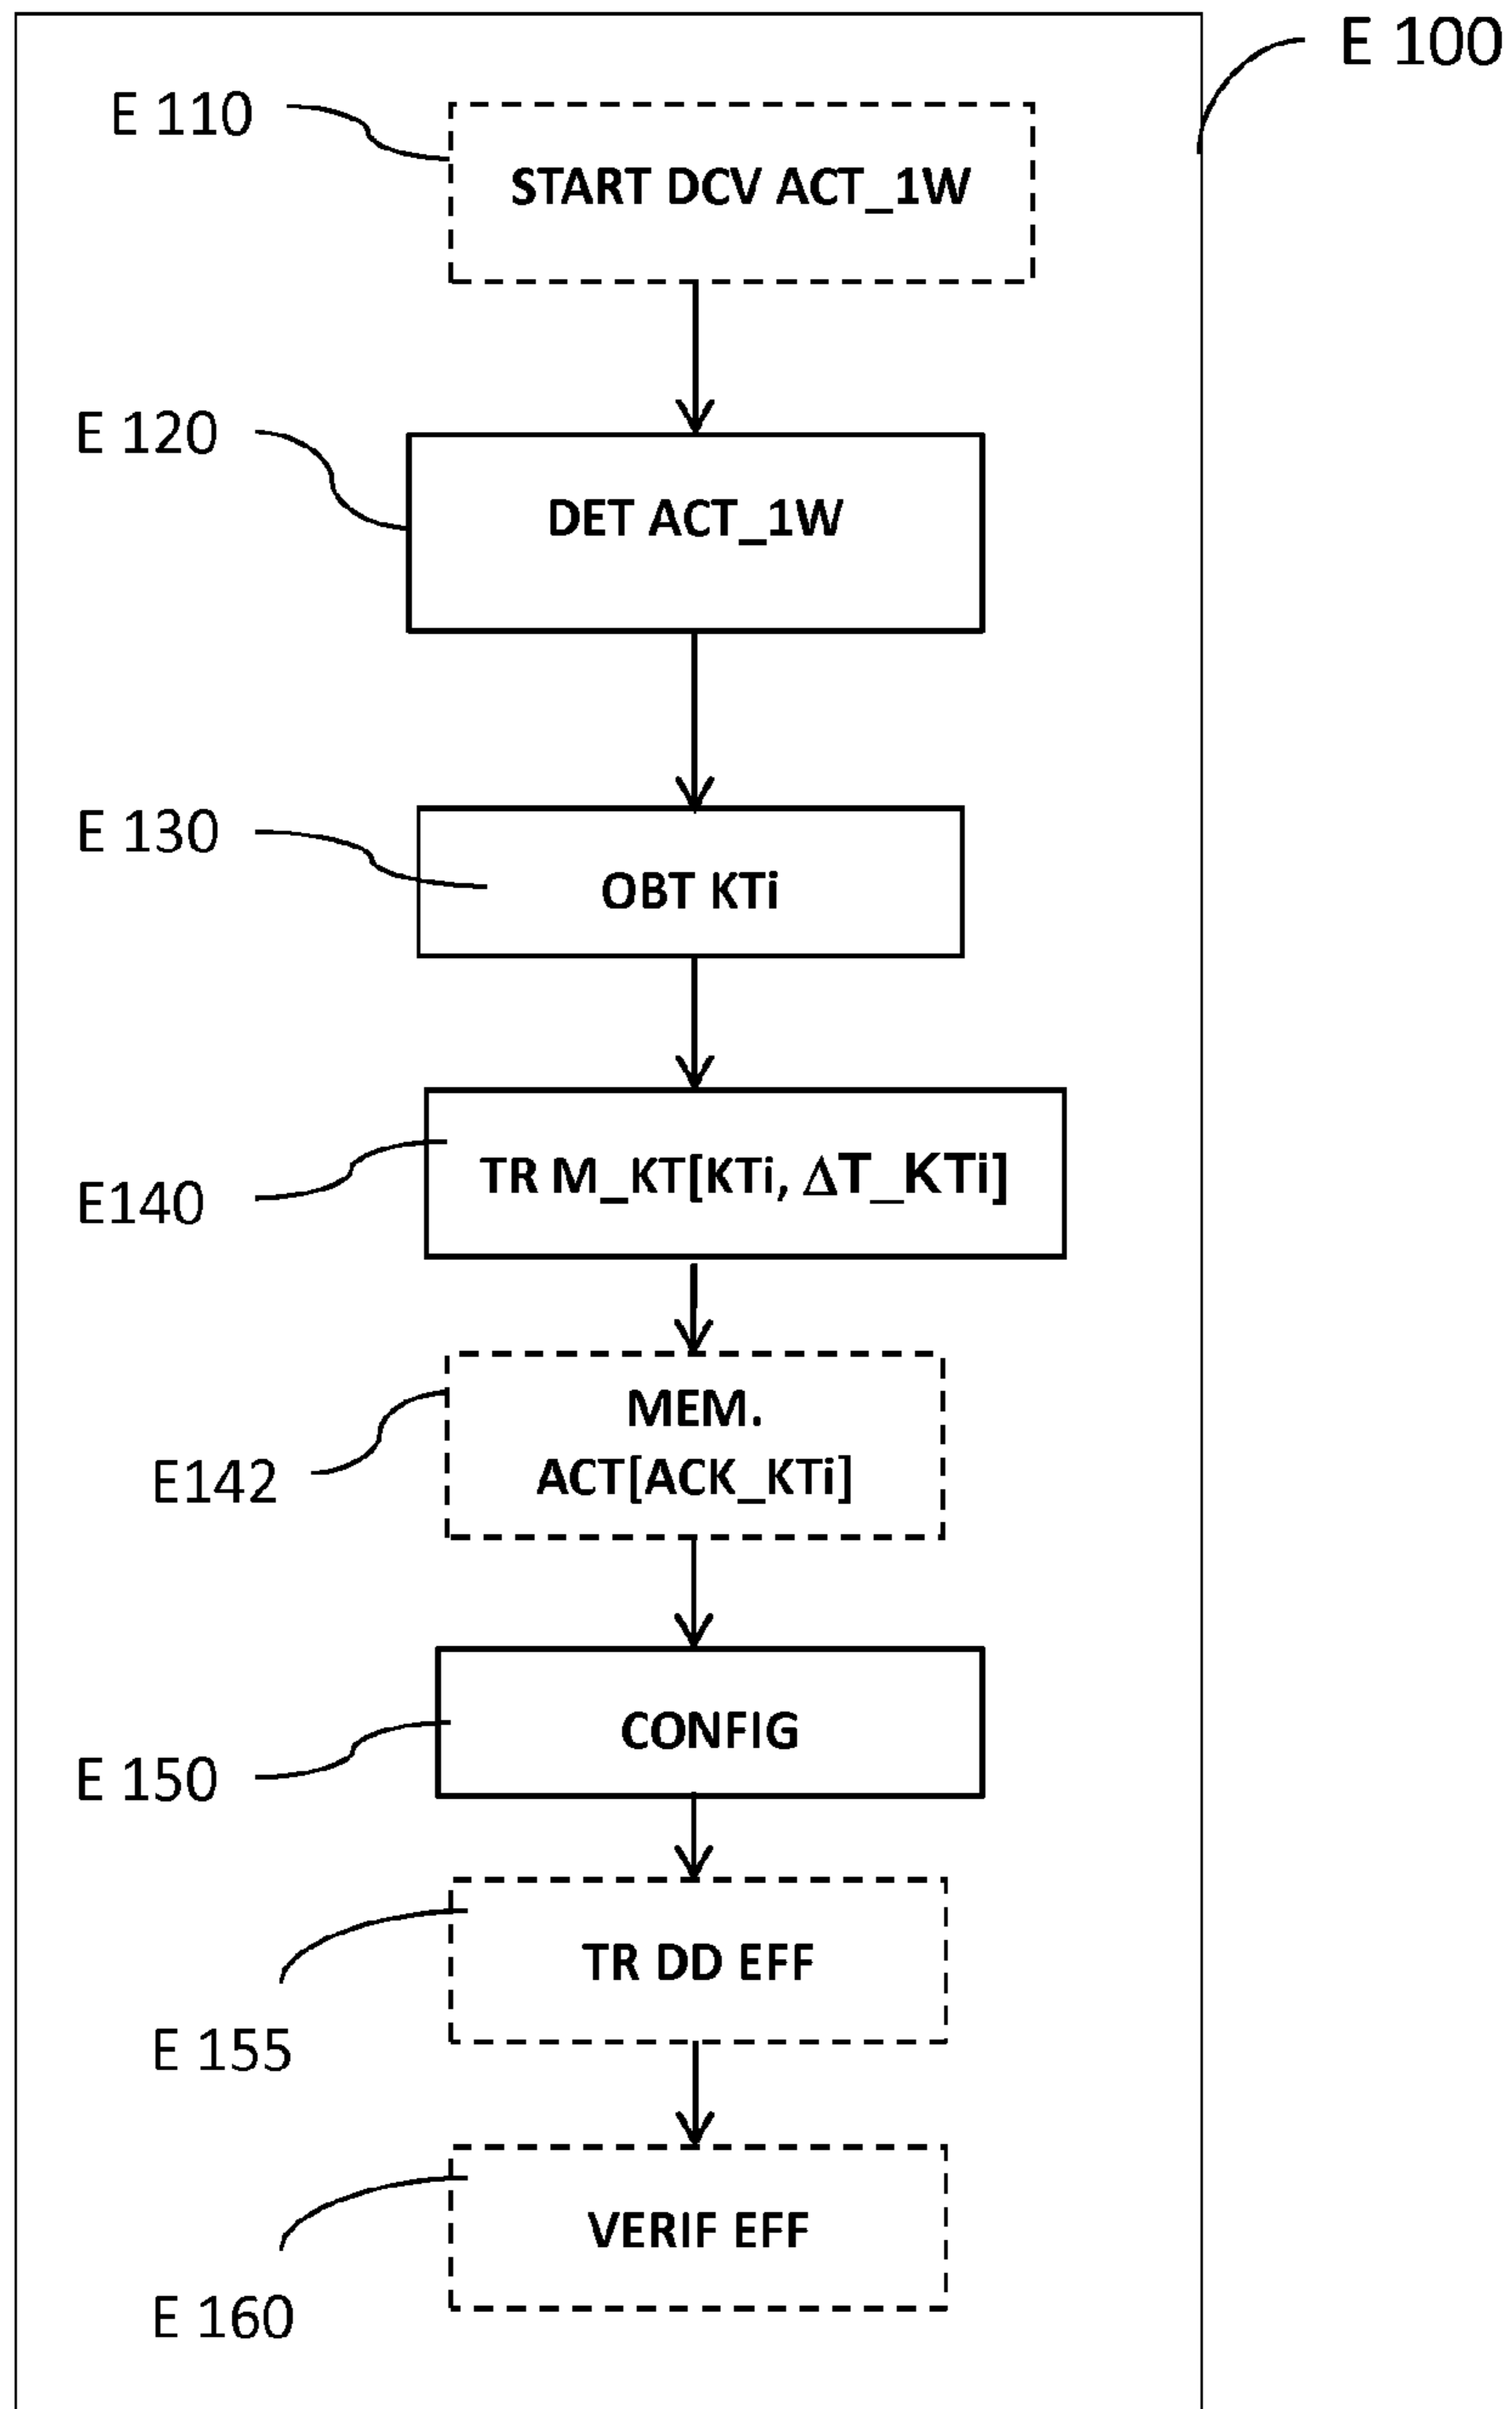 E 100
E 110
START DCV ACT_1W
E 120
DET ACT_1W
E 130
OBT KTi
E140
TR M_KT[KTi, ΔT_KTi]
E142
MEM.
ACT[ACK_KTi]
E 150
CONFIG
E 155
TR DD EFF
E 160
VERIF EFF